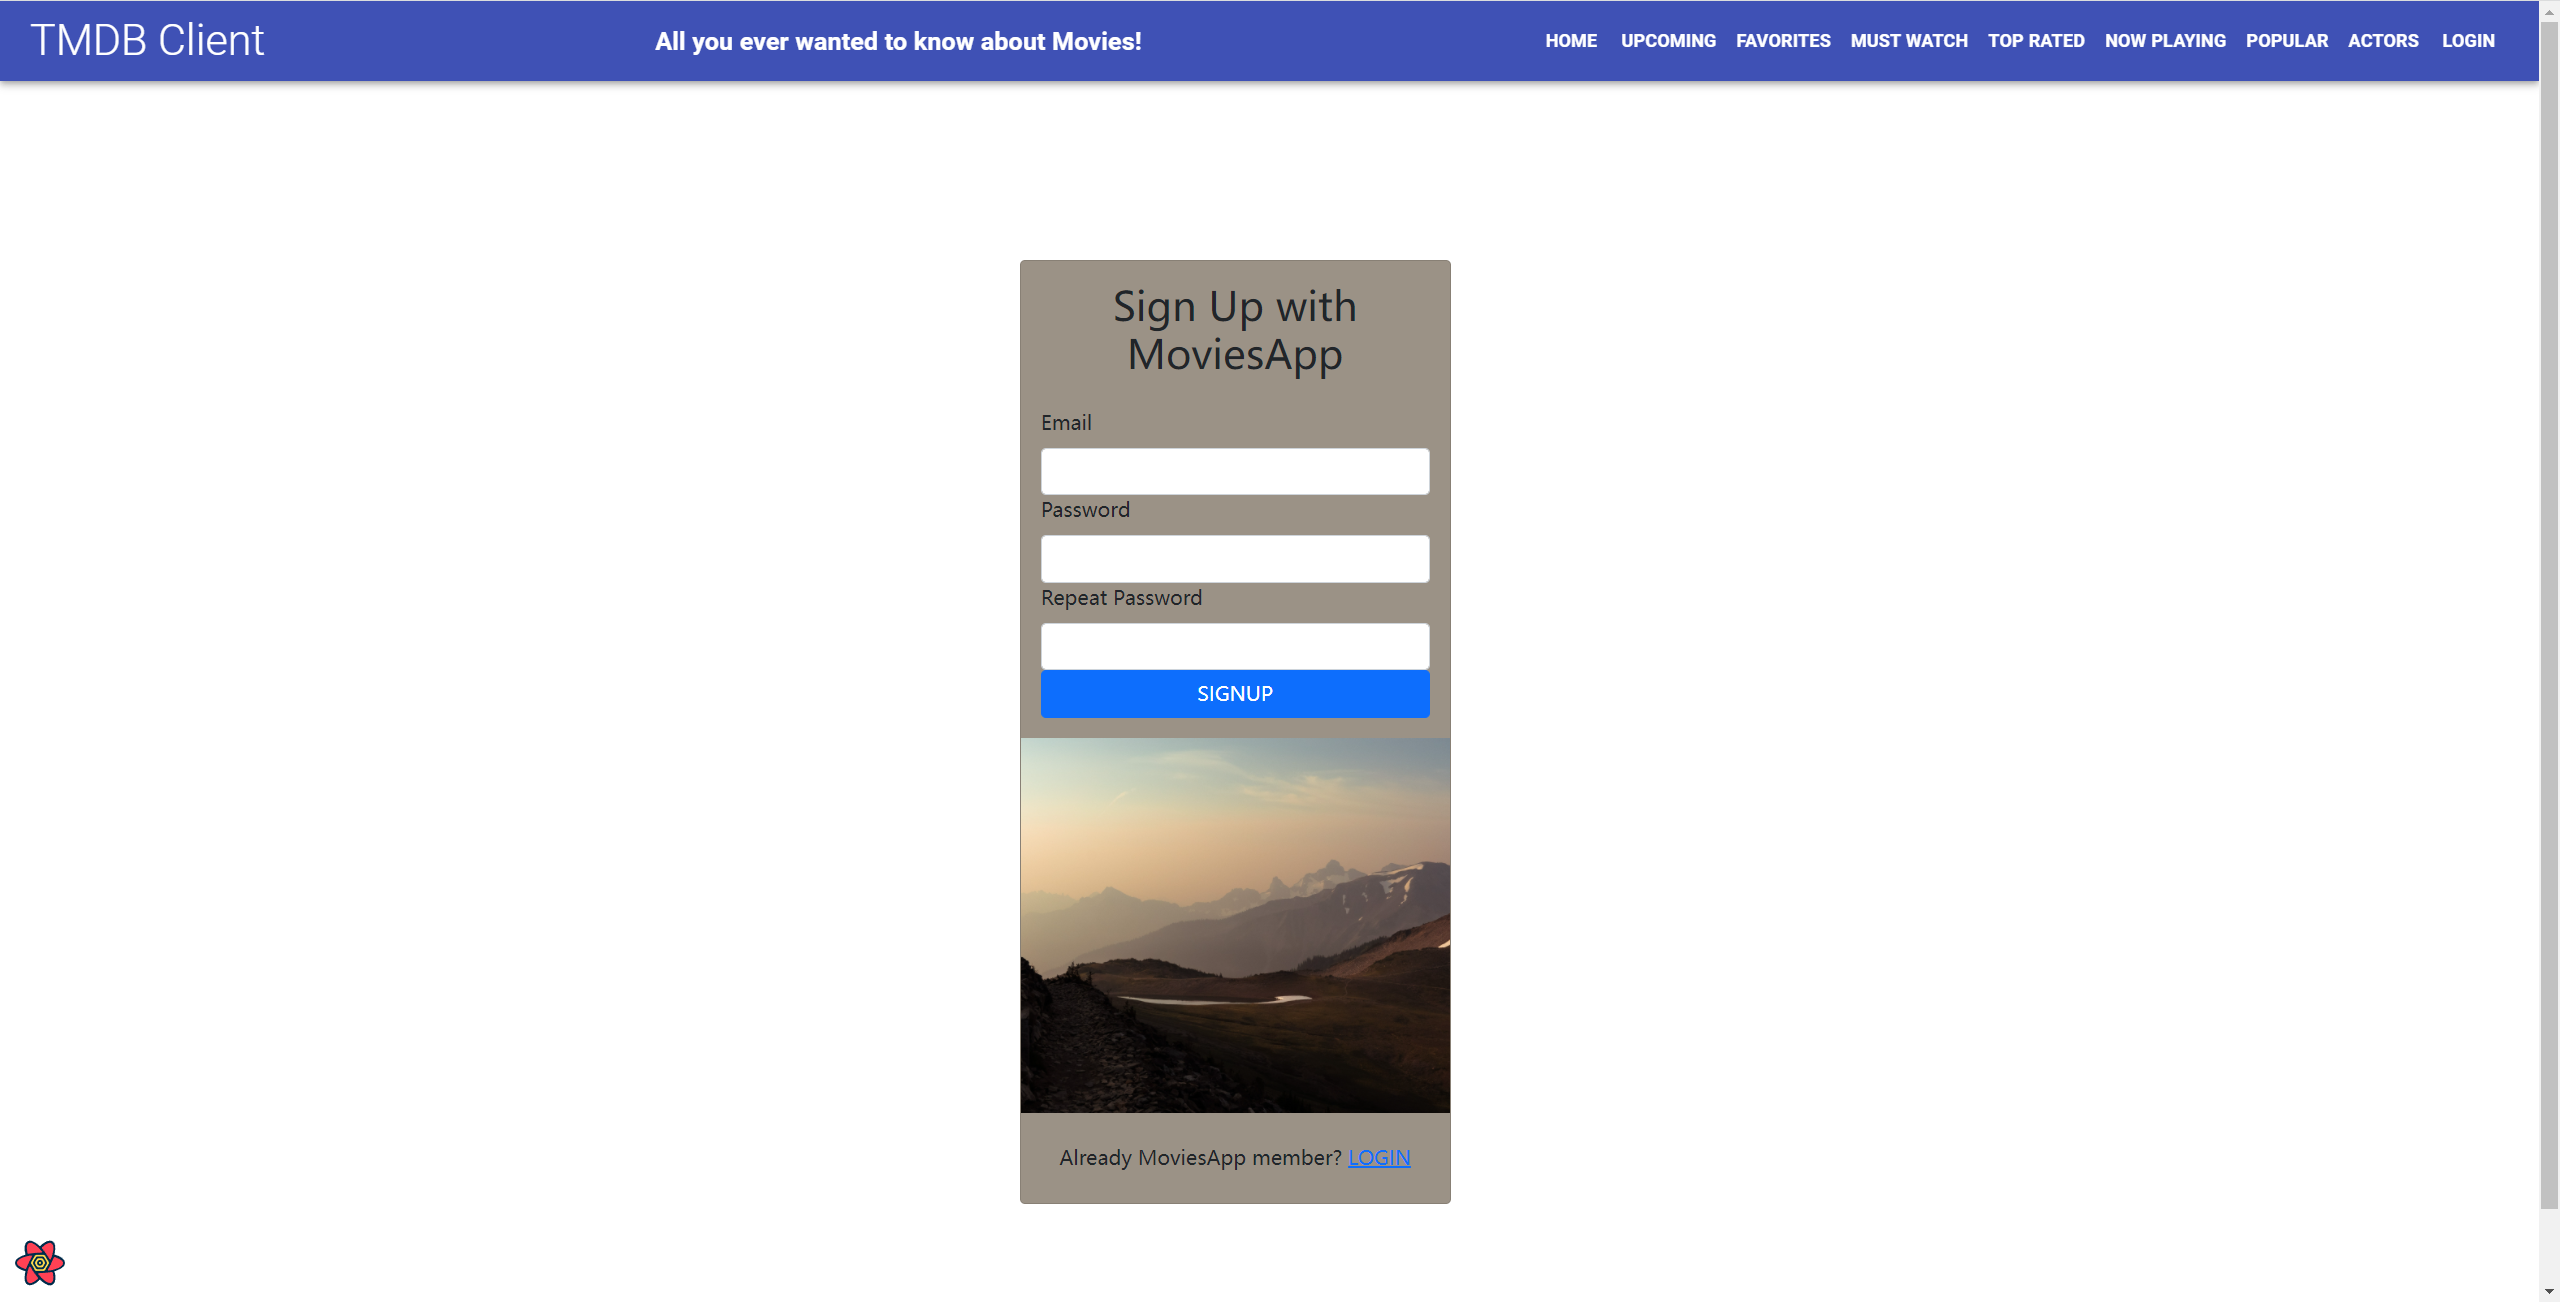 TMDB Client
All you ever wanted to know about Movies!
HOME UPCOMING FAVORITES MUST WATCH TOP RATED NOW PLAYING POPULAR ACTORS LOGIN
Sign Up with
MoviesApp
Email
Password
Repeat Password
SIGNUP
Already MoviesApp member? LOGIN